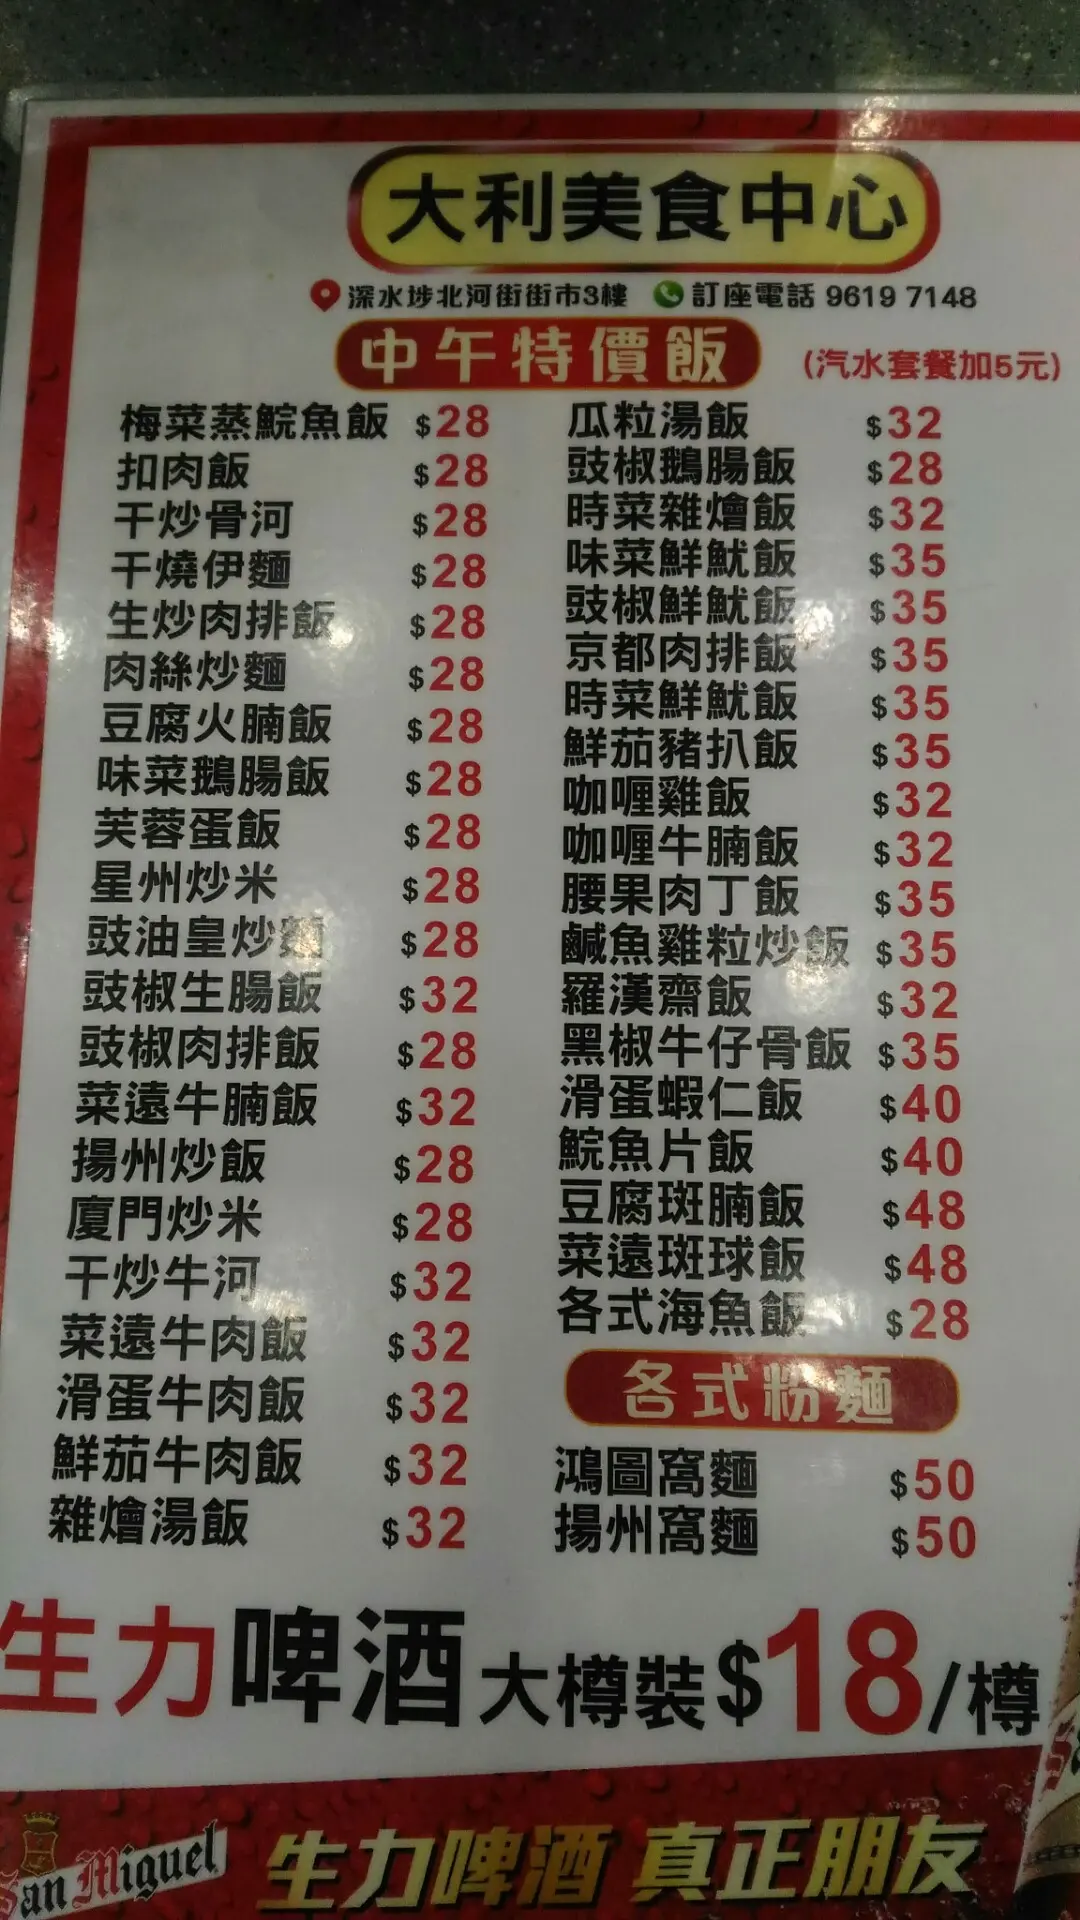 大利美食中心
深水埗北河街街市3樓 訂座電話 9619 7148
中午特價飯 (汽水套餐加5元)
梅菜蒸鯇魚飯 $28
扣肉飯 $28
干炒骨河 $28
干燒伊麵 $28
生炒肉排飯 $28
肉絲炒麵 $28
豆腐火腩飯 $28
味菜鵝腸飯 $28
芙蓉蛋飯 $28
星州炒米 $28
豉油皇炒麵 $28
豉椒生腸飯 $32
豉椒肉排飯 $28
菜遠牛腩飯 $32
揚州炒飯 $28
廈門炒米 $28
干炒牛河 $32
菜遠牛肉飯 $32
滑蛋牛肉飯 $32
鮮茄牛肉飯 $32
雜燴湯飯 $32
瓜粒湯飯 $32
豉椒鵝腸飯 $28
時菜雜燴飯 $32
味菜鮮魷飯 $35
豉椒鮮魷飯 $35
京都肉排飯 $35
時菜鮮魷飯 $35
鮮茄豬扒飯 $35
咖喱雞飯 $32
咖喱牛腩飯 $32
腰果肉丁飯 $35
鹹魚雞粒炒飯 $35
羅漢齋飯 $32
黑椒牛仔骨飯 $35
滑蛋蝦仁飯 $40
鯇魚片飯 $40
豆腐斑腩飯 $48
菜遠斑球飯 $48
各式海魚飯 $28
各式粉麵
鴻圖窩麵 $50
揚州窩麵 $50
生力啤酒 大樽裝$18/樽
San Miguel 生力啤酒 真正朋友